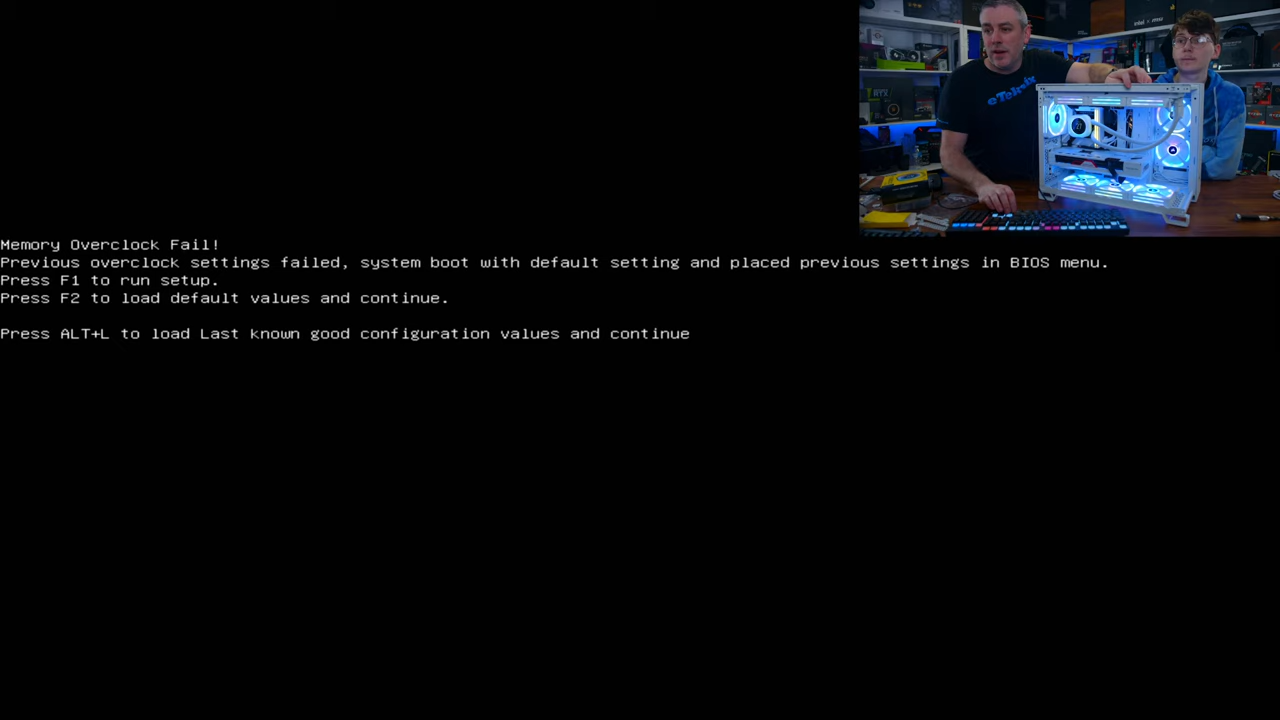 eTeknix
Memory Overclock Fail!
Previous overclock settings failed, system boot with default setting and placed previous settings in BIOS menu.
Press F1 to run setup.
Press F2 to load default values and continue.
Press ALT+L to load Last known good configuration values and continue